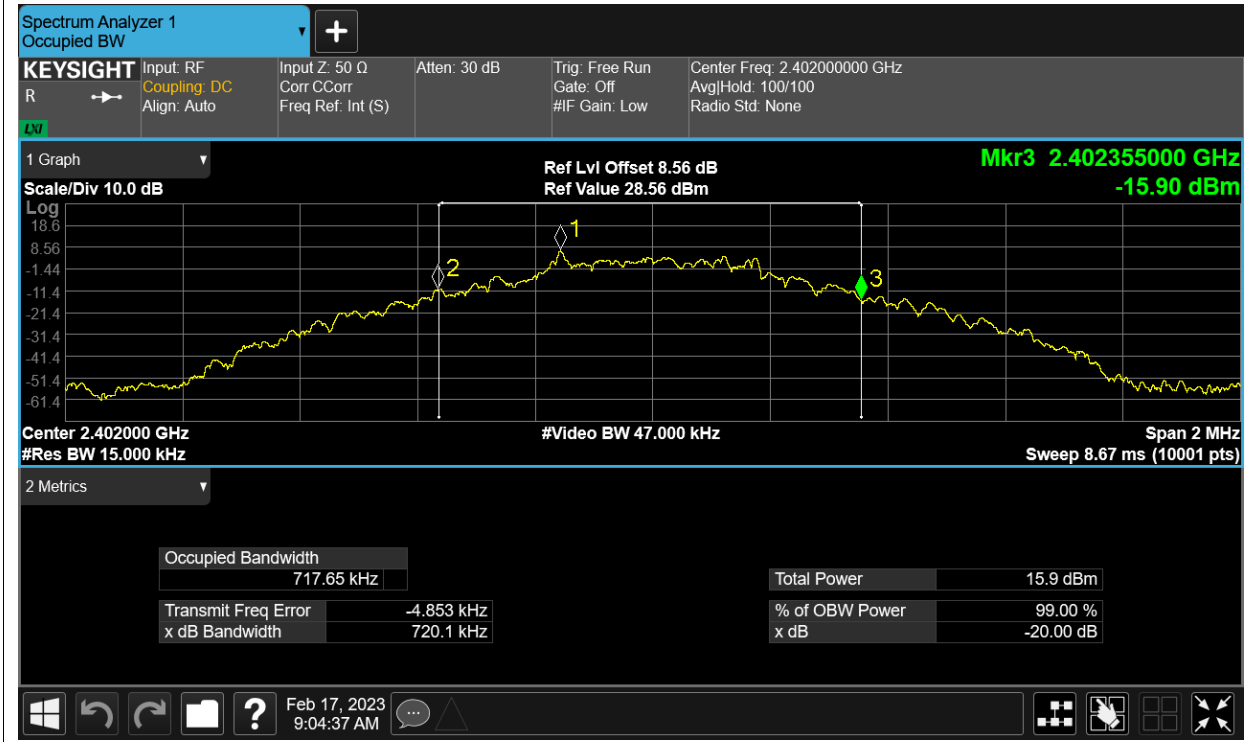 Spectrum Analyzer 1
Occupied BW
KEYSIGHT
R
LXI
Input: RF
Coupling: DC
Align: Auto
Input Z: 50 Ω
Corr CCorr
Freq Ref: Int (S)
Atten: 30 dB
Trig: Free Run
Gate: Off
#IF Gain: Low
Center Freq: 2.402000000 GHz
Avg|Hold: 100/100
Radio Std: None
1 Graph
Scale/Div 10.0 dB
Ref Lvl Offset 8.56 dB
Ref Value 28.56 dBm
Mkr3 2.402355000 GHz
-15.90 dBm
Log
18.6
8.56
-1.44
-11.4
-21.4
-31.4
-41.4
-51.4
-61.4
1
2
3
Center 2.402000 GHz
#Video BW 47.000 kHz
Span 2 MHz
#Res BW 15.000 kHz
Sweep 8.67 ms (10001 pts)
2 Metrics
Occupied Bandwidth
717.65 kHz
Transmit Freq Error -4.853 kHz
x dB Bandwidth 720.1 kHz
Total Power 15.9 dBm
% of OBW Power 99.00 %
x dB -20.00 dB
?
Feb 17, 2023
9:04:37 AM